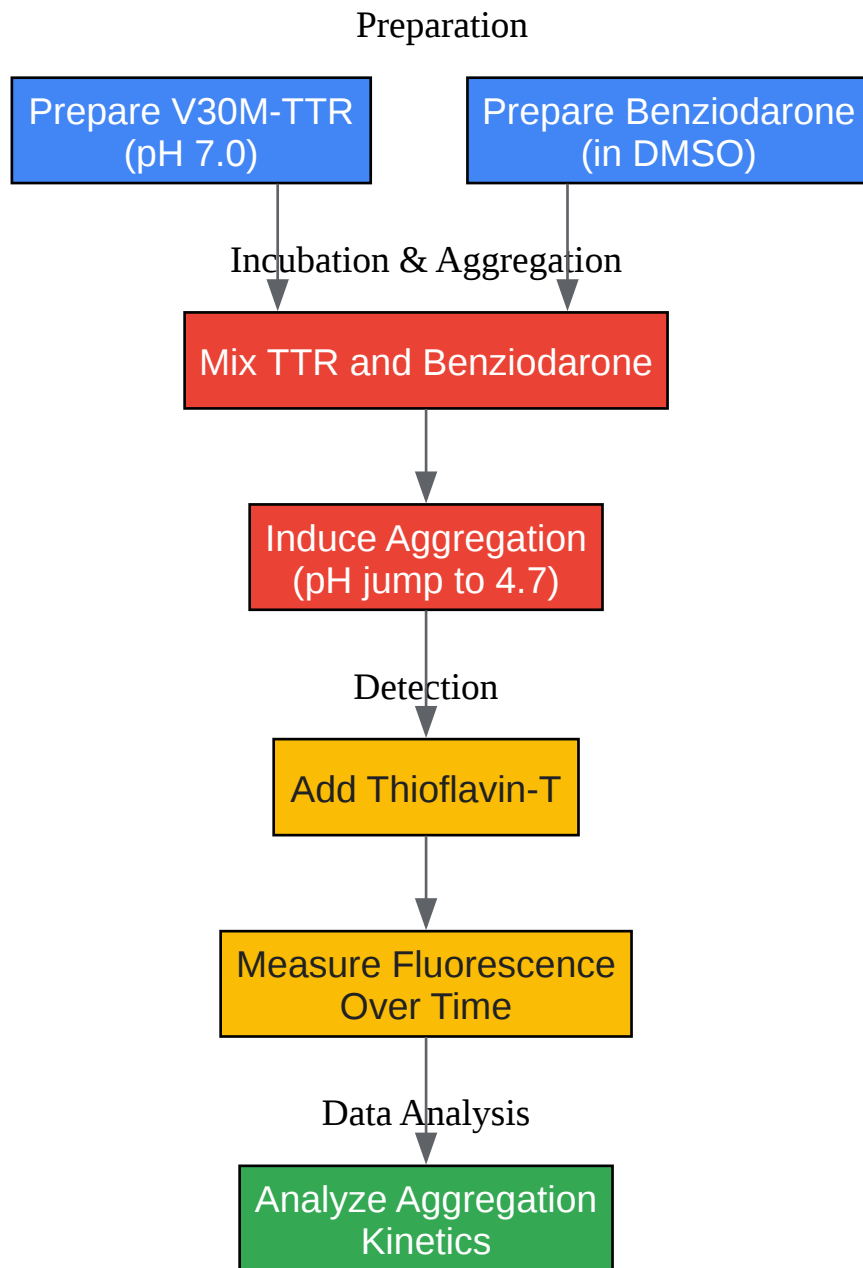 Preparation
Prepare V30M-TTR
(pH 7.0)
Prepare Benziodarone
(in DMSO)
Incubation & Aggregation
Mix TTR and Benziodarone
Induce Aggregation
(pH jump to 4.7)
Detection
Add Thioflavin-T
Measure Fluorescence
Over Time
Data Analysis
Analyze Aggregation
Kinetics